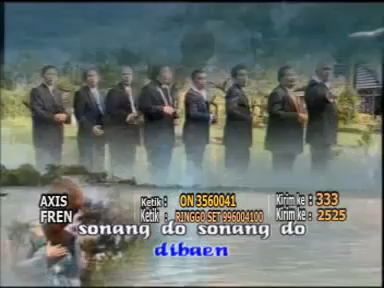 AXIS Ketik : ON 3560041 Kirim ke : 333
FREN Ketik : RINGGO SET 996004100 Kirim ke : 2525
sonang do sonang do
dibaen